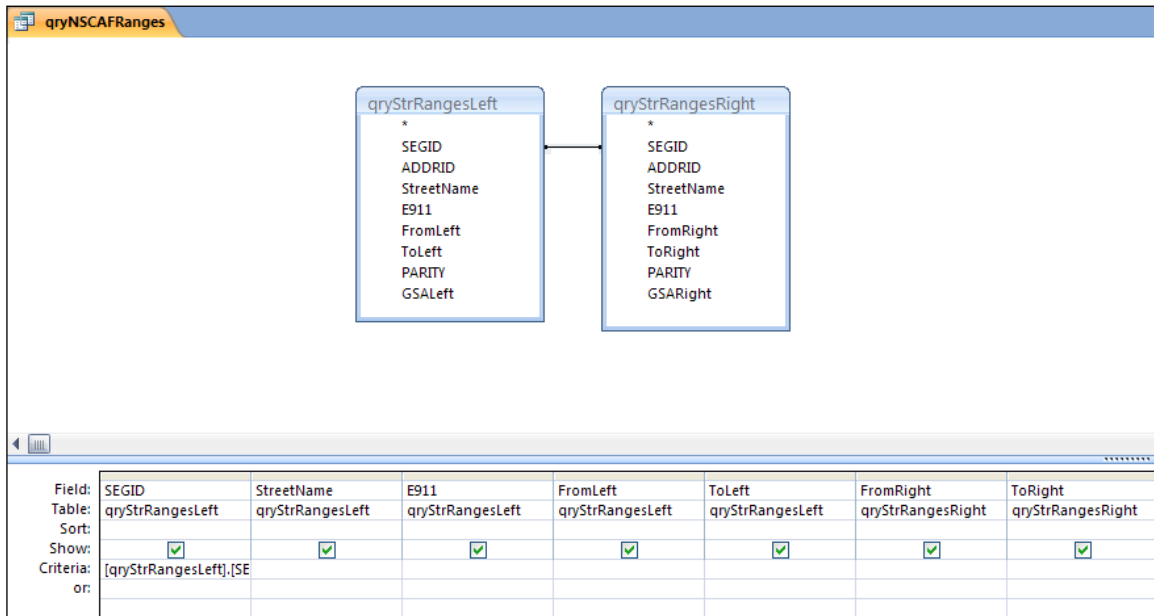 qryNSCAFRanges
qryStrRangesLeft
*
SEGID
ADDRID
StreetName
E911
FromLeft
ToLeft
PARITY
GSALeft
qryStrRangesRight
*
SEGID
ADDRID
StreetName
E911
FromRight
ToRight
PARITY
GSARight
Field: SEGID StreetName E911 FromLeft ToLeft FromRight ToRight
Table: qryStrRangesLeft qryStrRangesLeft qryStrRangesLeft qryStrRangesLeft qryStrRangesLeft qryStrRangesRight qryStrRangesRight
Sort:
Show:
Criteria: [qryStrRangesLeft].[SE
or: